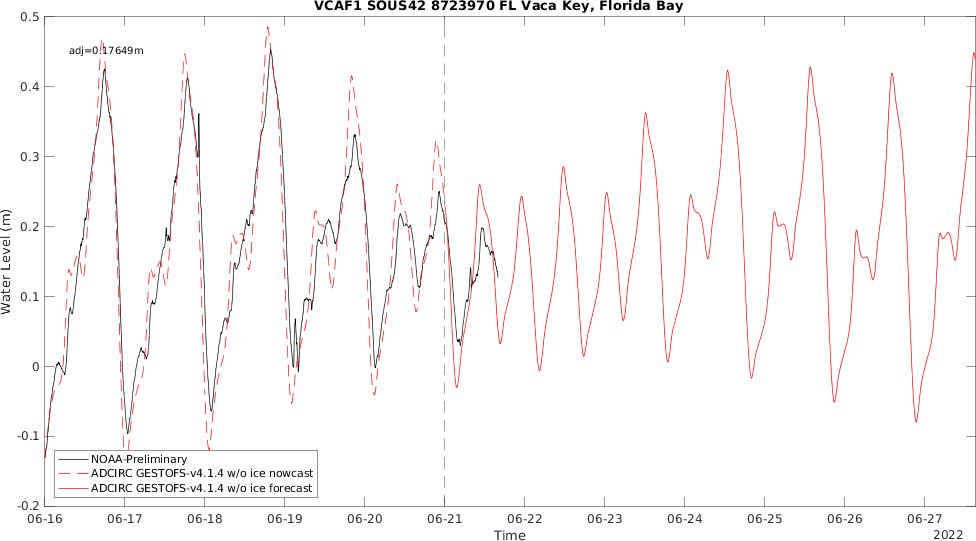 VCAF1 SOUS42 8723970 FL Vaca Key, Florida Bay
0.5
adj=0.17649m
0.4
0.3
0.2
0.1
0
-0.1
-0.2
Water Level (m)
NOAA-Preliminary
ADCIRC GESTOFS-v4.1.4 w/o ice nowcast
ADCIRC GESTOFS-v4.1.4 w/o ice forecast
06-16 06-17 06-18 06-19 06-20 06-21 06-22 06-23 06-24 06-25 06-26 06-27
Time
2022